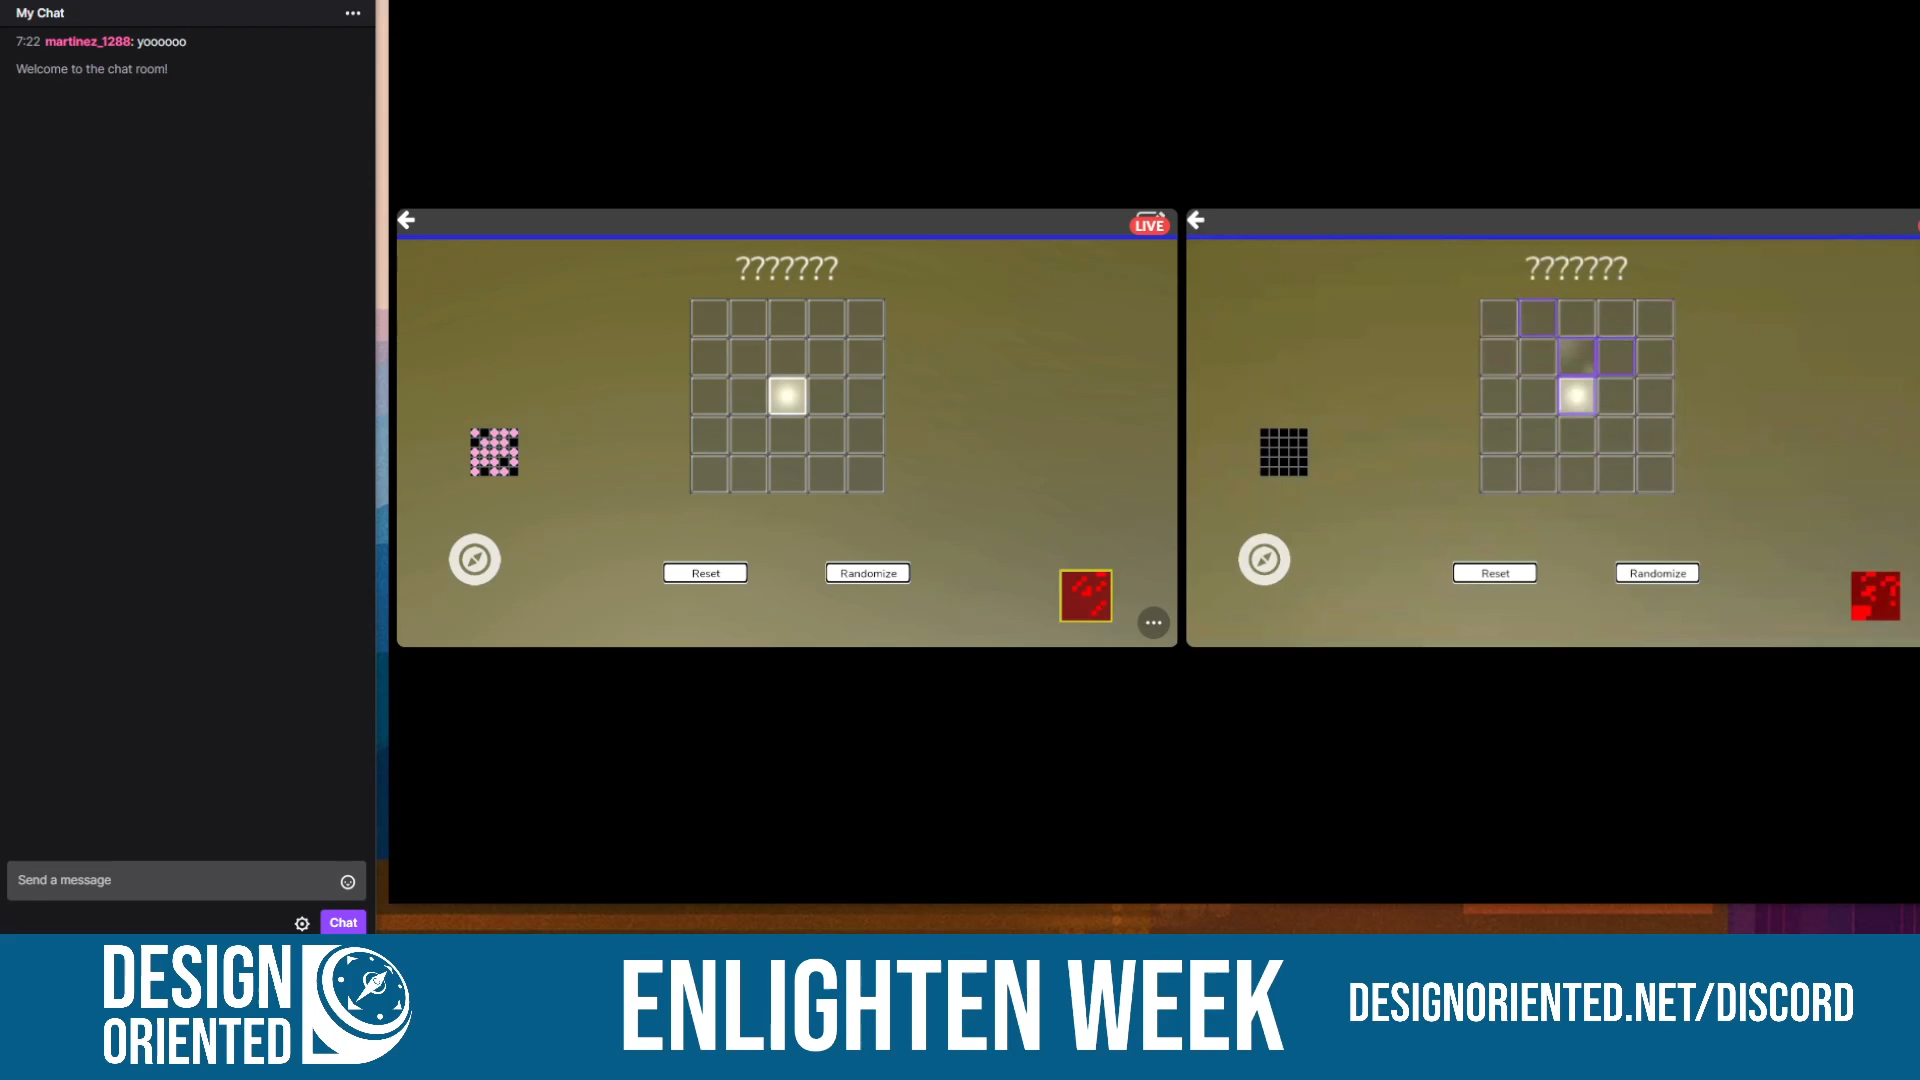 My Chat
7:22 martinez_1288: yoooooo
Welcome to the chat room!
LIVE
???????
Reset
Randomize
???????
Reset
Randomize
Send a message
Chat
DESIGN
ORIENTED
ENLIGHTEN WEEK
DESIGNORIENTED.NET/DISCORD